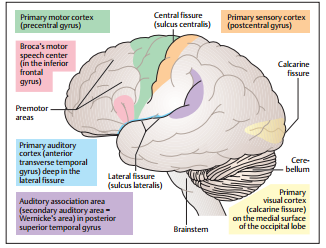 Primary motor cortex
(precentral gyrus)
Central fissure
(sulcus centralis)
Primary sensory cortex
(postcentral gyrus)
Broca's motor
speech center
(in the inferior
frontal
gyrus)
Calcarine
fissure
Premotor
areas
Primary auditory
cortex (anterior
transverse temporal
gyrus) deep in the
lateral fissure
Lateral fissure
(sulcus lateralis)
Cere-
bellum
Auditory association area
(secondary auditory area =
Wernicke's area) in posterior
superior temporal gyrus
Brainstem
Primary
visual cortex
(calcarine fissure)
on the medial surface
of the occipital lobe